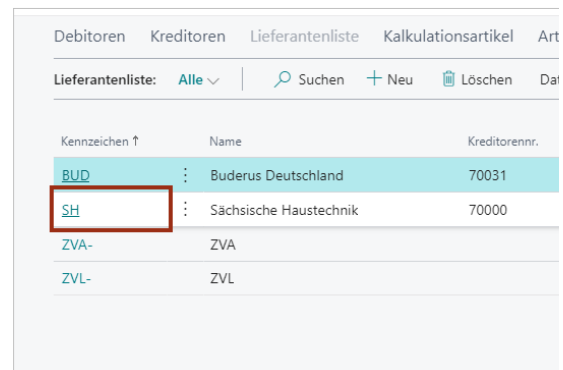 Debitoren Kreditoren Lieferantenliste Kalkulationsartikel Art
Lieferantenliste: Alle Suchen + Neu Löschen Dat
Kennzeichen ↑ Name Kreditorennr.
BUD Buderus Deutschland 70031
SH Sächsische Haustechnik 70000
ZVA- ZVA
ZVL- ZVL